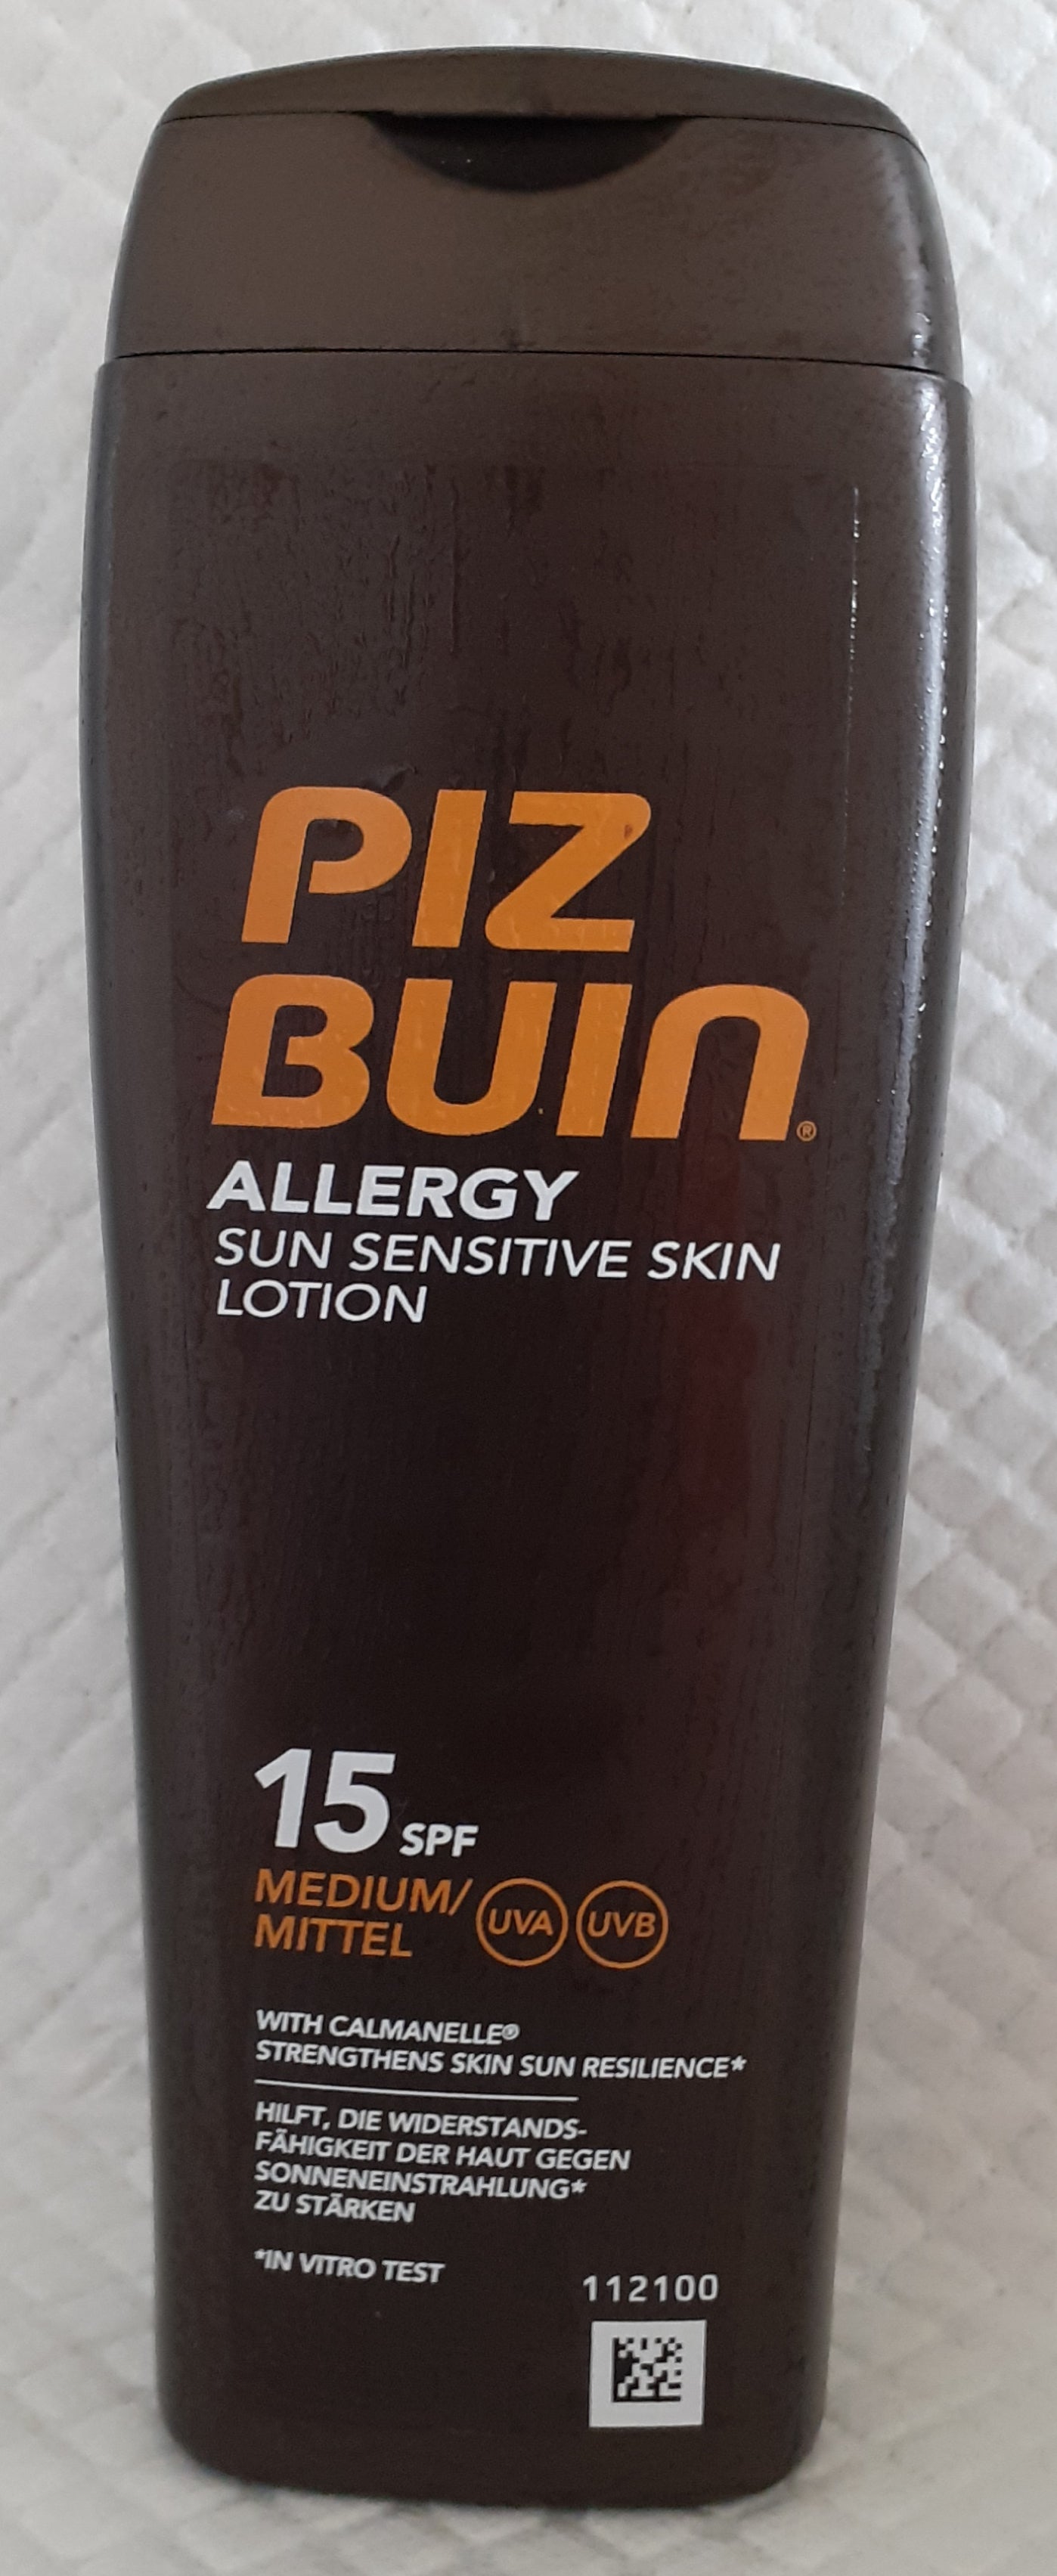 PIZ
BUIN®
ALLERGY
SUN SENSITIVE SKIN
LOTION
15 SPF
MEDIUM/
MITTEL
UVA UVB
WITH CALMANELLE®
STRENGTHENS SKIN SUN RESILIENCE*
HILFT, DIE WIDERSTANDS-
FÄHIGKEIT DER HAUT GEGEN
SONNENEINSTRAHLUNG*
ZU STÄRKEN
*IN VITRO TEST
112100